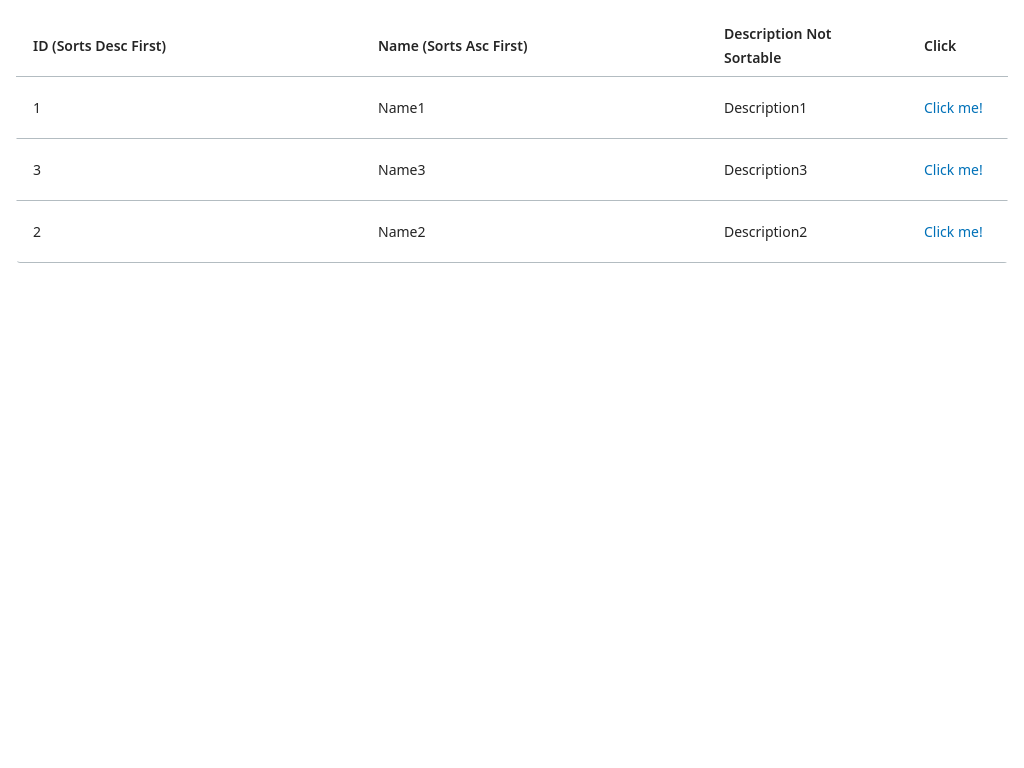 ID (Sorts Desc First) Name (Sorts Asc First) Description Not Sortable Click
1 Name1 Description1 Click me!
3 Name3 Description3 Click me!
2 Name2 Description2 Click me!